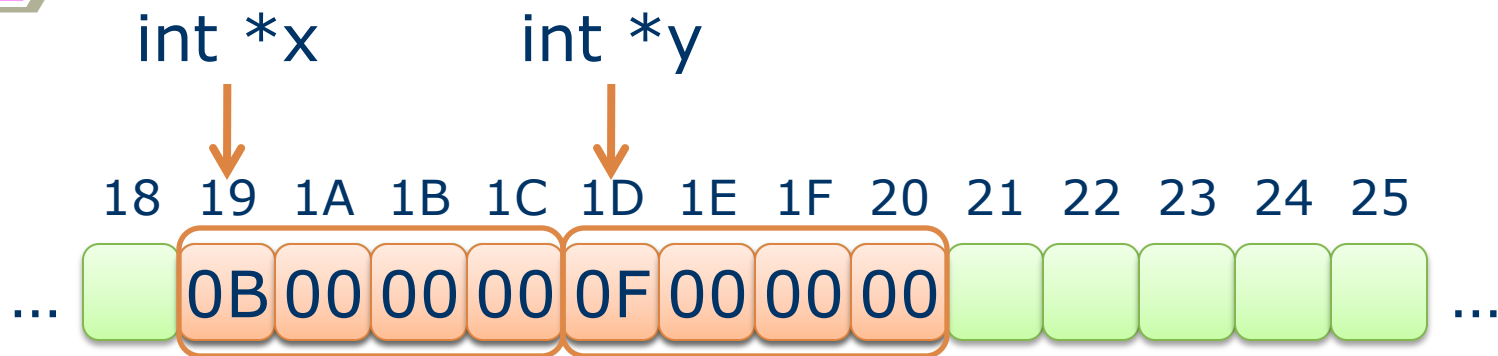 int *x int *y
18 19 1A 1B 1C 1D 1E 1F 20 21 22 23 24 25
... 0B 00 00 00 0F 00 00 00 ...